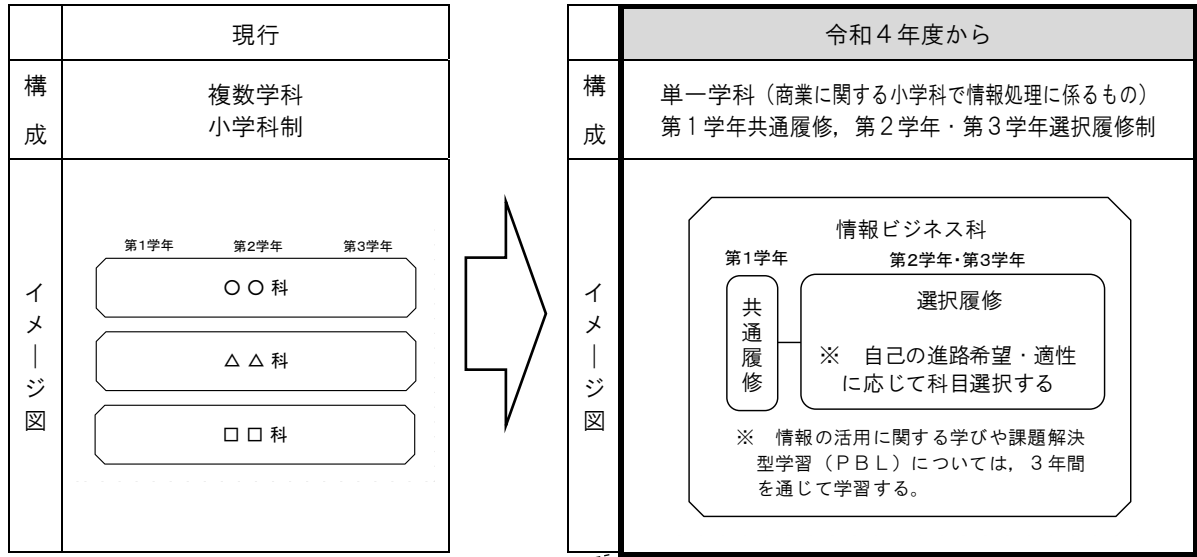 現行
構成
複数学科
小学科制
イメージ図
第1学年 第2学年 第3学年
○○科
△△科
□□科
令和4年度から
構成
単一学科（商業に関する小学科で情報処理に係るもの）
第1学年共通履修，第2学年・第3学年選択履修制
イメージ図
情報ビジネス科
第1学年 第2学年・第3学年
共通履修
選択履修
※　自己の進路希望・適性
に応じて科目選択する
※　情報の活用に関する学びや課題解決
型学習（ＰＢＬ）については，３年間
を通じて学習する。